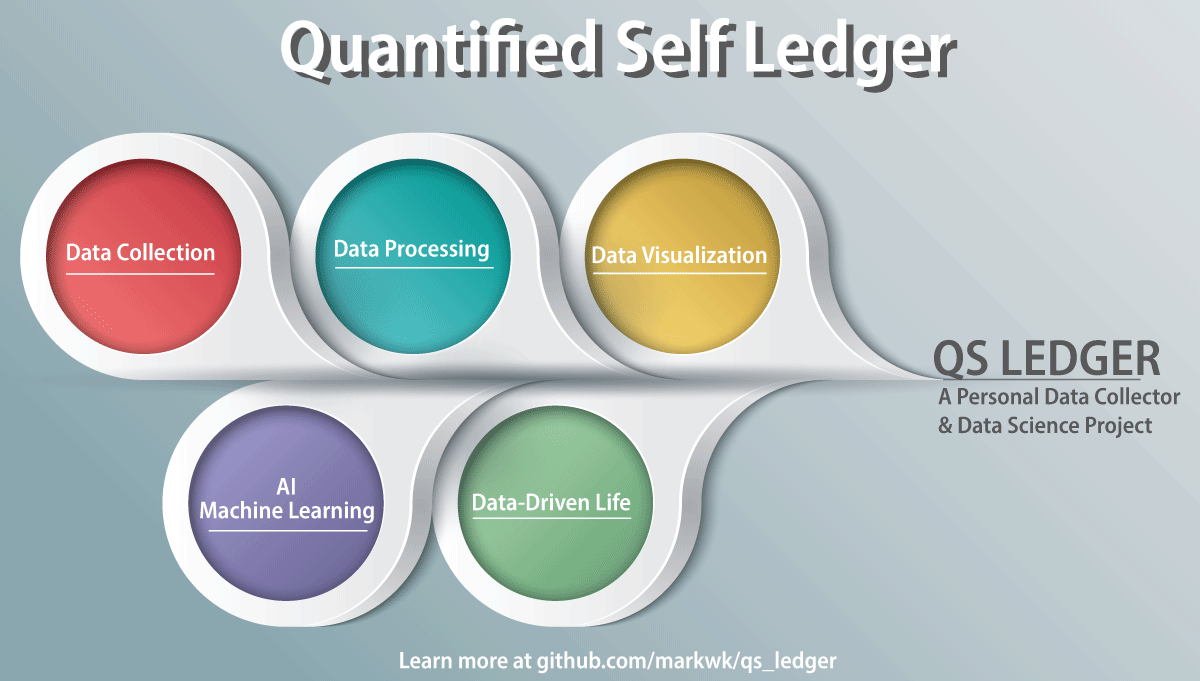 Quantified Self Ledger
Data Collection
Data Processing
Data Visualization
QS LEDGER
A Personal Data Collector
& Data Science Project
AI
Machine Learning
Data-Driven Life
Learn more at github.com/markwk/qs_ledger